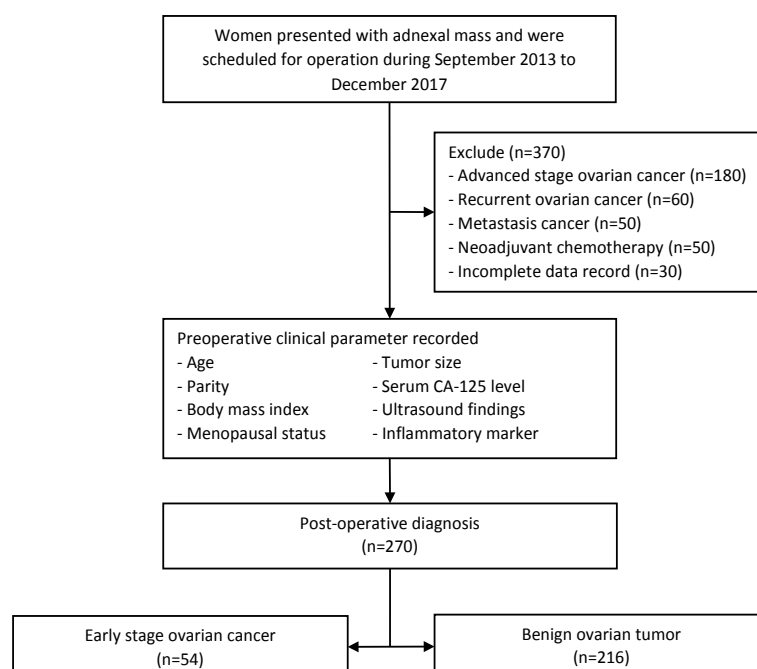 Women presented with adnexal mass and were
scheduled for operation during September 2013 to
December 2017
Exclude (n=370)
- Advanced stage ovarian cancer (n=180)
- Recurrent ovarian cancer (n=60)
- Metastasis cancer (n=50)
- Neoadjuvant chemotherapy (n=50)
- Incomplete data record (n=30)
Preoperative clinical parameter recorded
- Age
- Parity
- Body mass index
- Menopausal status
- Tumor size
- Serum CA-125 level
- Ultrasound findings
- Inflammatory marker
Post-operative diagnosis
(n=270)
Early stage ovarian cancer
(n=54)
Benign ovarian tumor
(n=216)